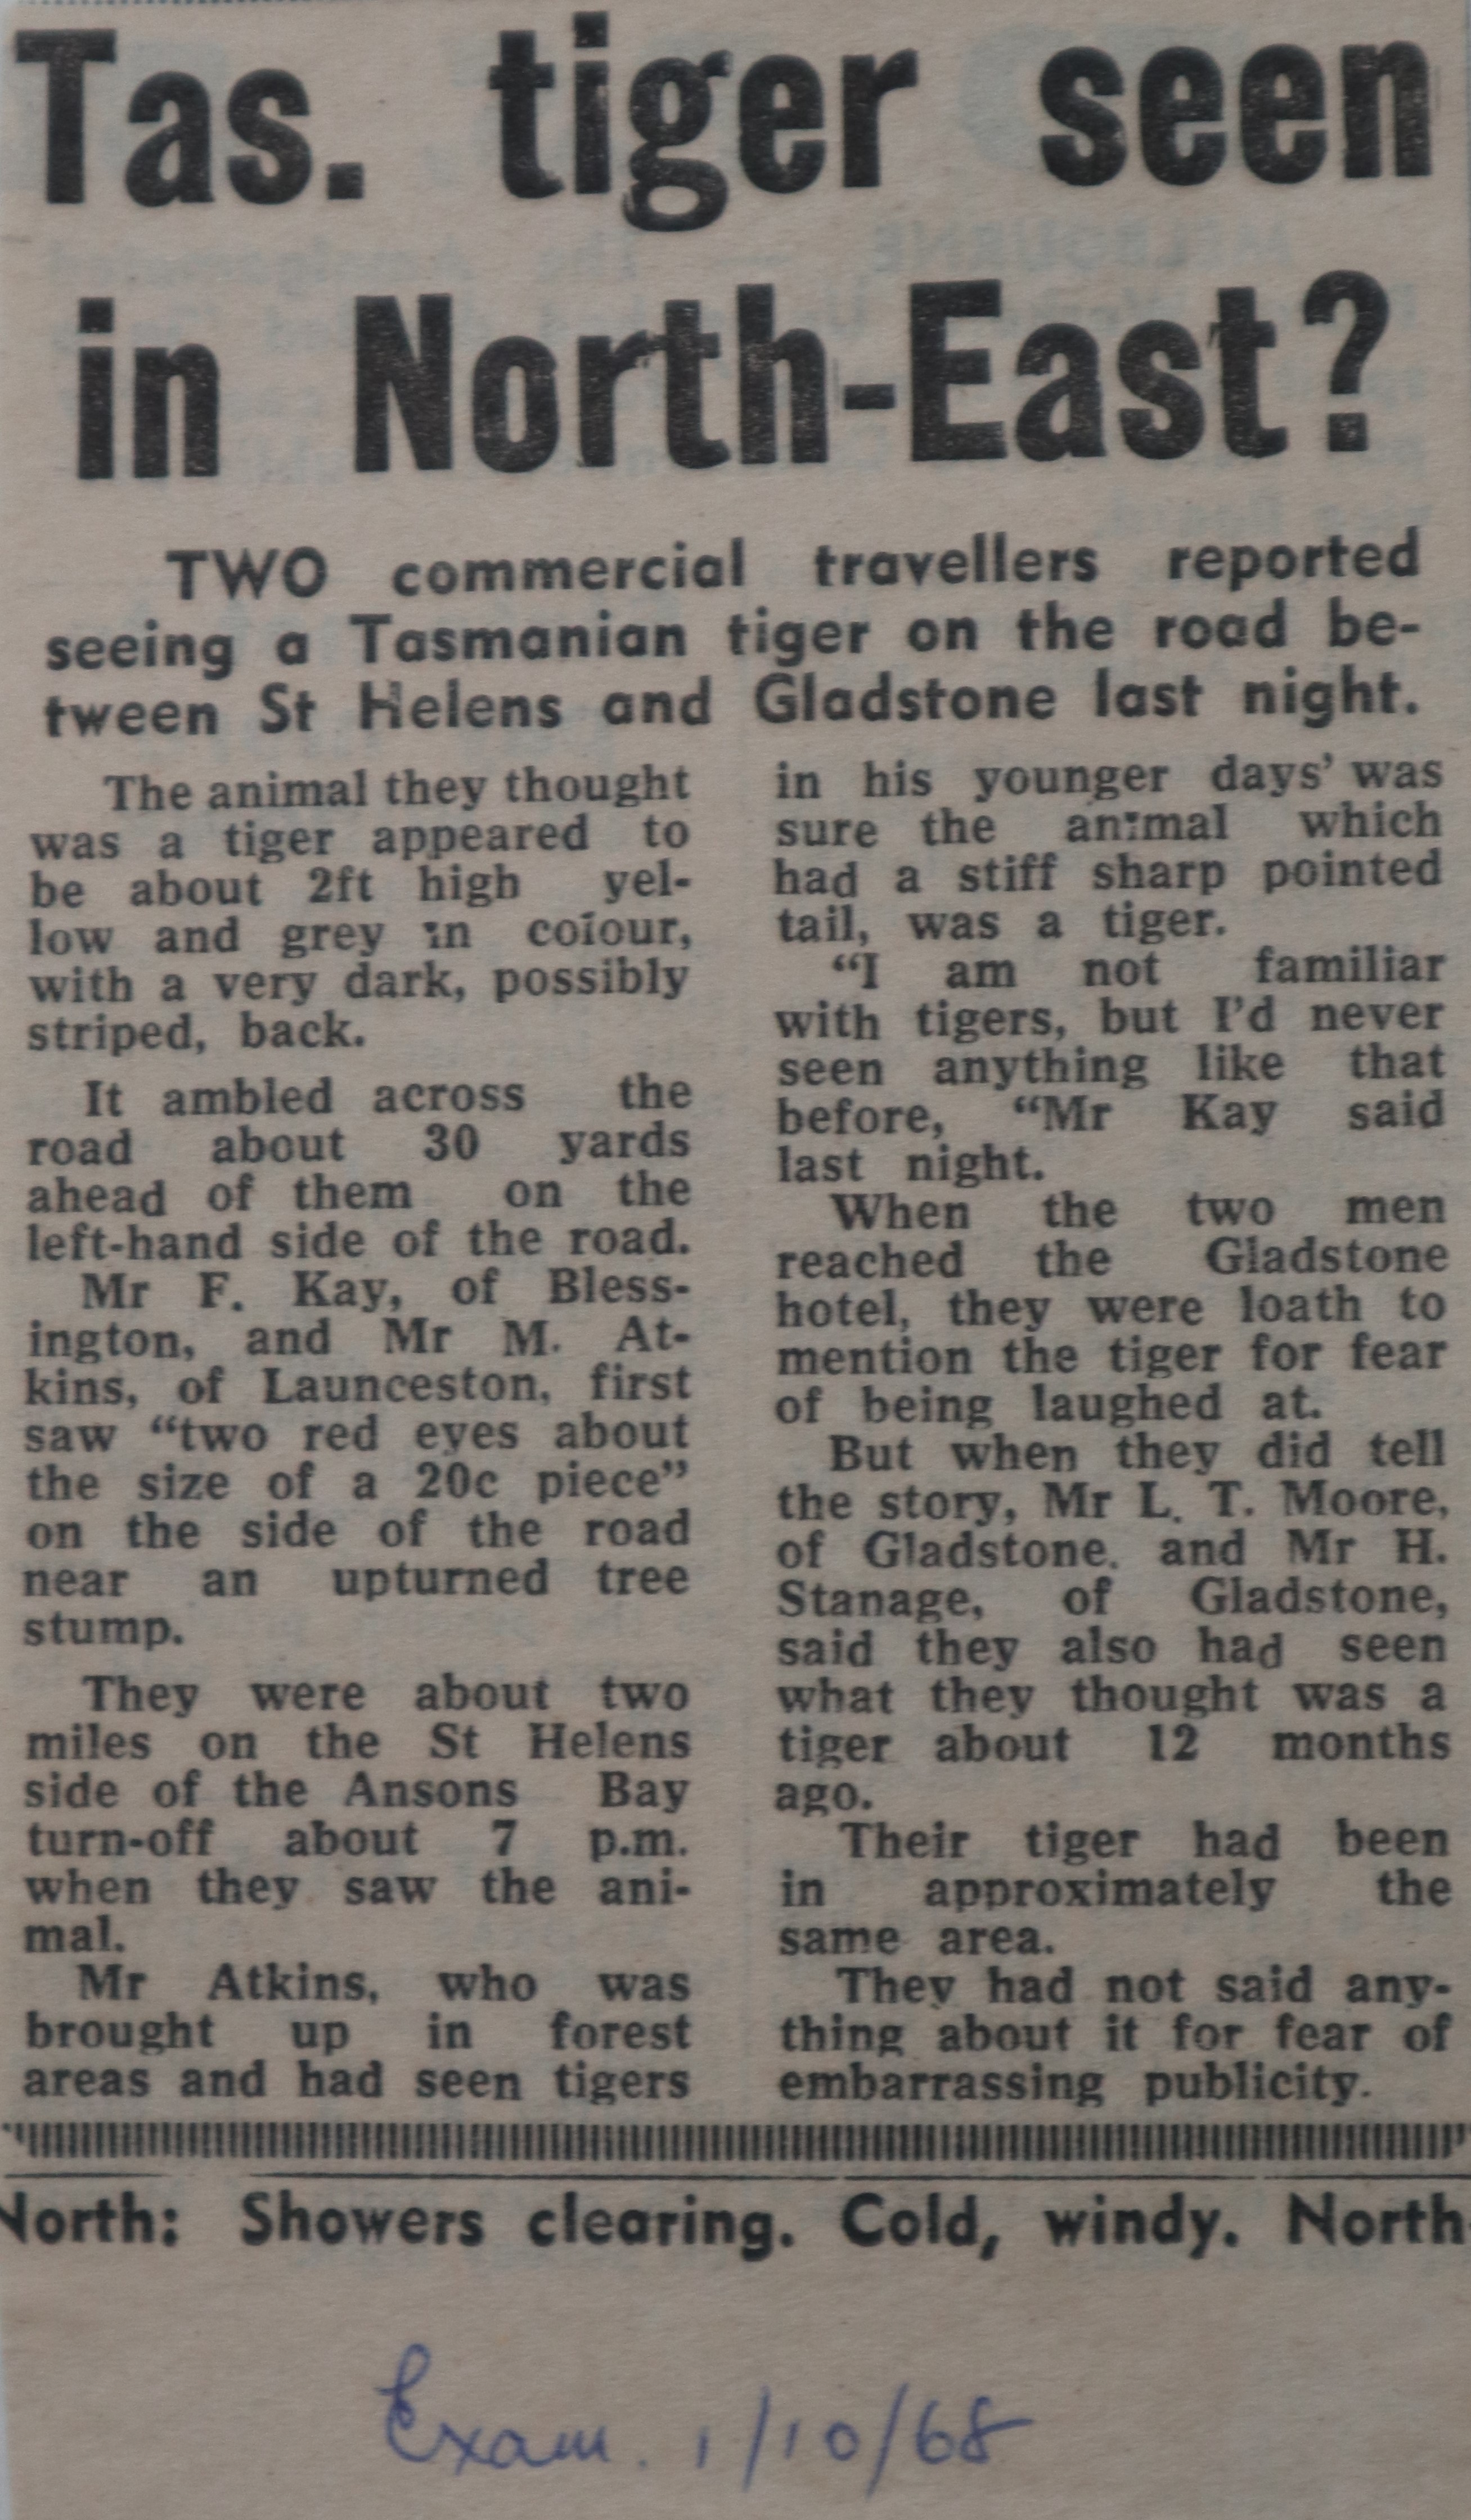 Tas. tiger seen
in North-East?
TWO commercial travellers reported
seeing a Tasmanian tiger on the road be-
tween St Helens and Gladstone last night.
The animal they thought
was a tiger appeared to
be about 2ft high yel-
low and grey in colour,
with a very dark, possibly
striped, back.
It ambled across the
road about 30 yards
ahead of them on the
left-hand side of the road.
Mr F. Kay, of Bless-
ington, and Mr M. At-
kins, of Launceston, first
saw “two red eyes about
the size of a 20c piece”
on the side of the road
near an upturned tree
stump.
They were about two
miles on the St Helens
side of the Ansons Bay
turn-off about 7 p.m.
when they saw the ani-
mal.
Mr Atkins, who was
brought up in forest
areas and had seen tigers
in his younger days' was
sure the animal which
had a stiff sharp pointed
tail, was a tiger.
“I am not familiar
with tigers, but I'd never
seen anything like that
before, “Mr Kay said
last night.
When the two men
reached the Gladstone
hotel, they were loath to
mention the tiger for fear
of being laughed at.
But when they did tell
the story, Mr L. T. Moore,
of Gladstone, and Mr H.
Stanage, of Gladstone,
said they also had seen
what they thought was a
tiger about 12 months
ago.
Their tiger had been
in approximately the
same area.
They had not said any-
thing about it for fear of
embarrassing publicity.
North: Showers clearing. Cold, windy. North-
Exam. 1/10/68